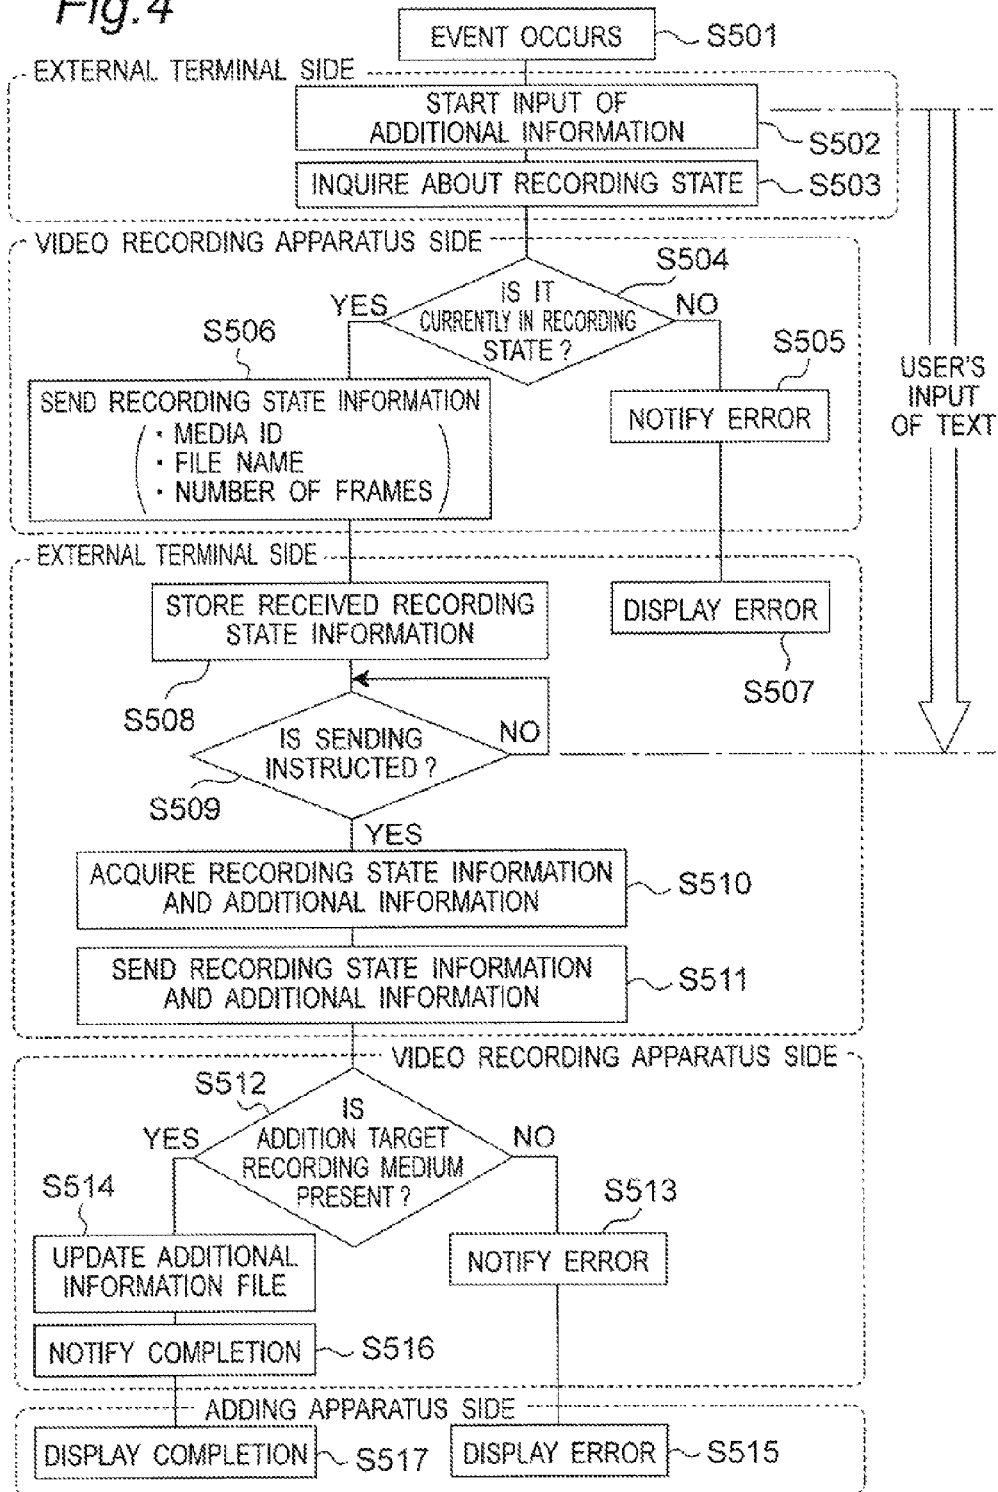 Fig.4
EVENT OCCURS
S501
EXTERNAL TERMINAL SIDE
START INPUT OF
ADDITIONAL INFORMATION
S502
INQUIRE ABOUT RECORDING STATE
S503
VIDEO RECORDING APPARATUS SIDE
S504
IS IT
CURRENTLY IN RECORDING
STATE?
YES
NO
S506
S505
SEND RECORDING STATE INFORMATION
· MEDIA ID
· FILE NAME
· NUMBER OF FRAMES
NOTIFY ERROR
USER'S
INPUT
OF TEXT
EXTERNAL TERMINAL SIDE
STORE RECEIVED RECORDING
STATE INFORMATION
DISPLAY ERROR
S508
S507
IS SENDING
INSTRUCTED?
NO
S509
YES
ACQUIRE RECORDING STATE INFORMATION
AND ADDITIONAL INFORMATION
S510
SEND RECORDING STATE INFORMATION
AND ADDITIONAL INFORMATION
S511
VIDEO RECORDING APPARATUS SIDE
S512
IS
ADDITION TARGET
RECORDING MEDIUM
PRESENT?
YES
NO
S514
S513
UPDATE ADDITIONAL
INFORMATION FILE
NOTIFY ERROR
NOTIFY COMPLETION
S516
ADDING APPARATUS SIDE
DISPLAY COMPLETION
S517
DISPLAY ERROR
S515